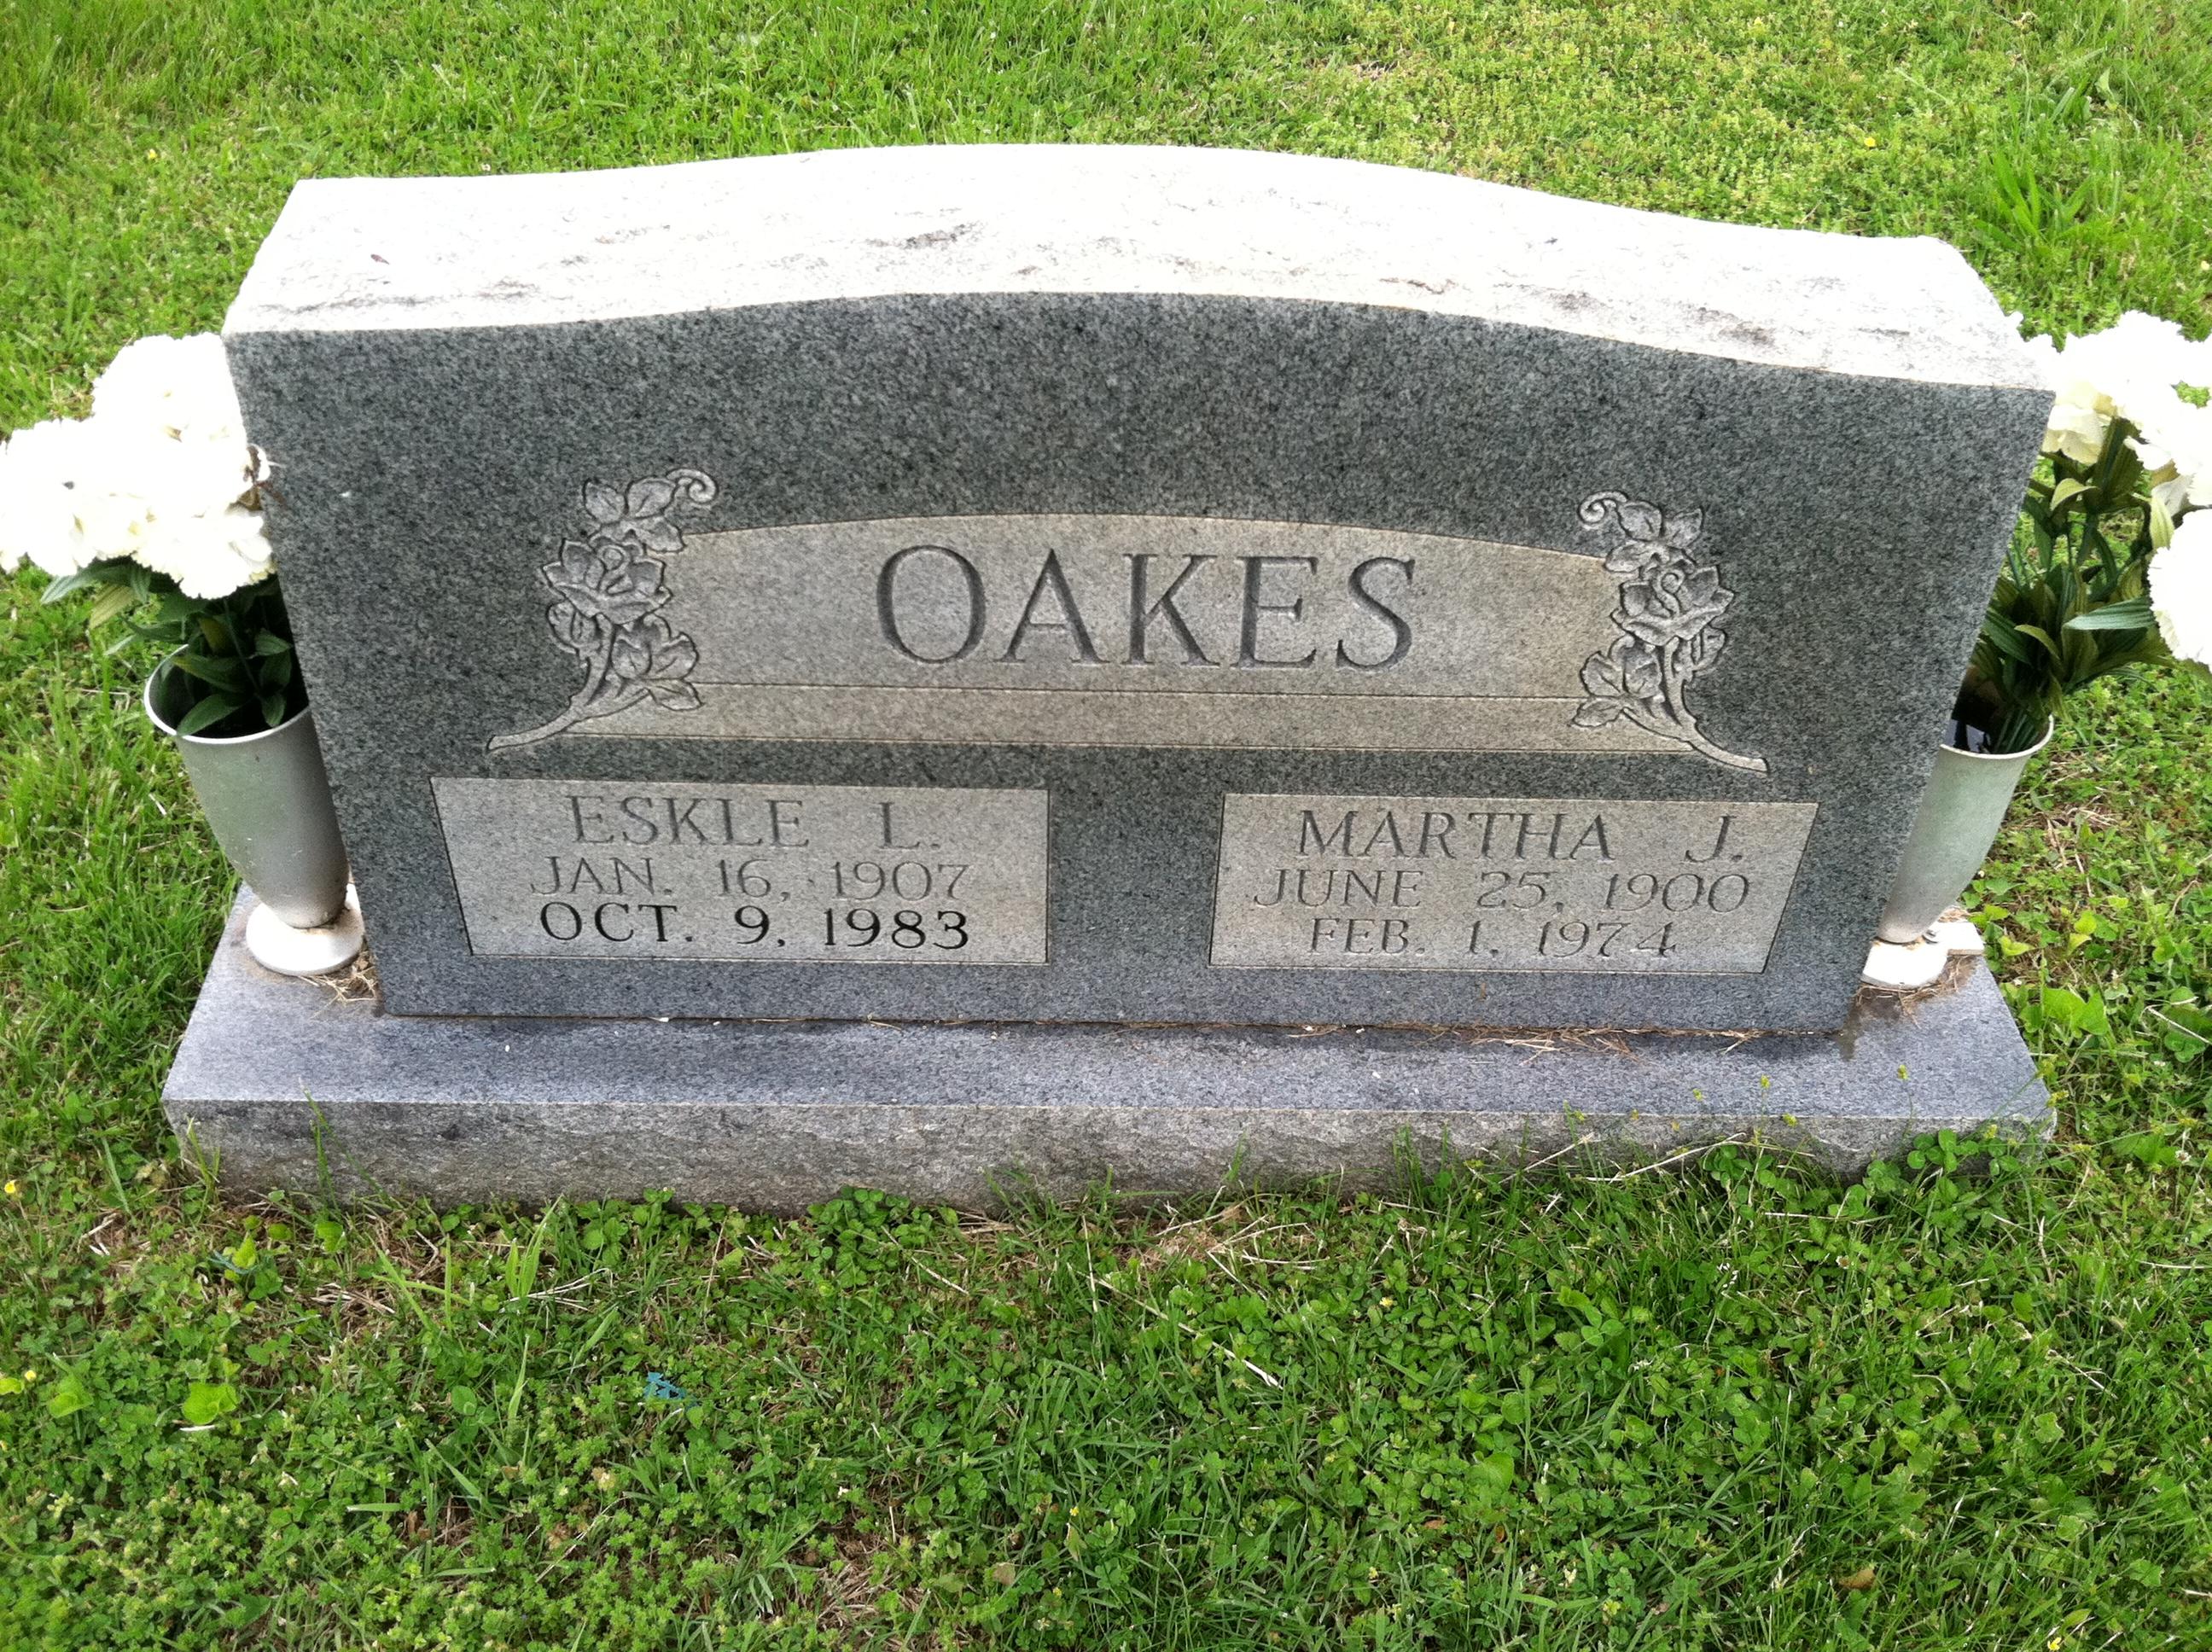 OAKES
ESKLE L.
JAN. 16, 1907
OCT. 9, 1983
MARTHA J.
JUNE 25, 1900
FEB. 1, 1974